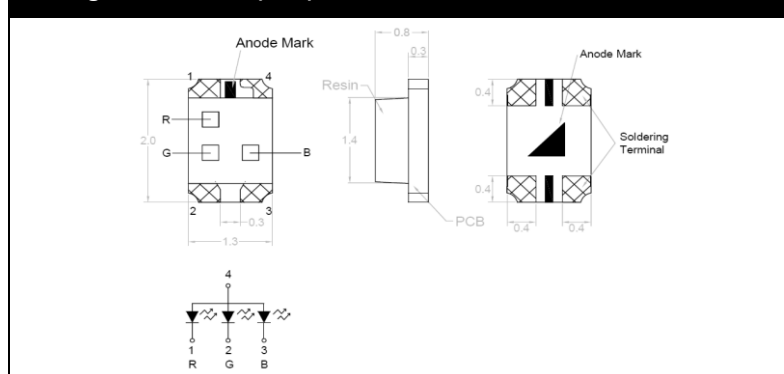 Anode Mark
1 4
R
G
B
2.0
2 3
0.3
1.3
0.8
0.3
Resin
1.4
PCB
Anode Mark
0.4
Soldering
Terminal
0.4
0.4 0.4
4
1 2 3
R G B